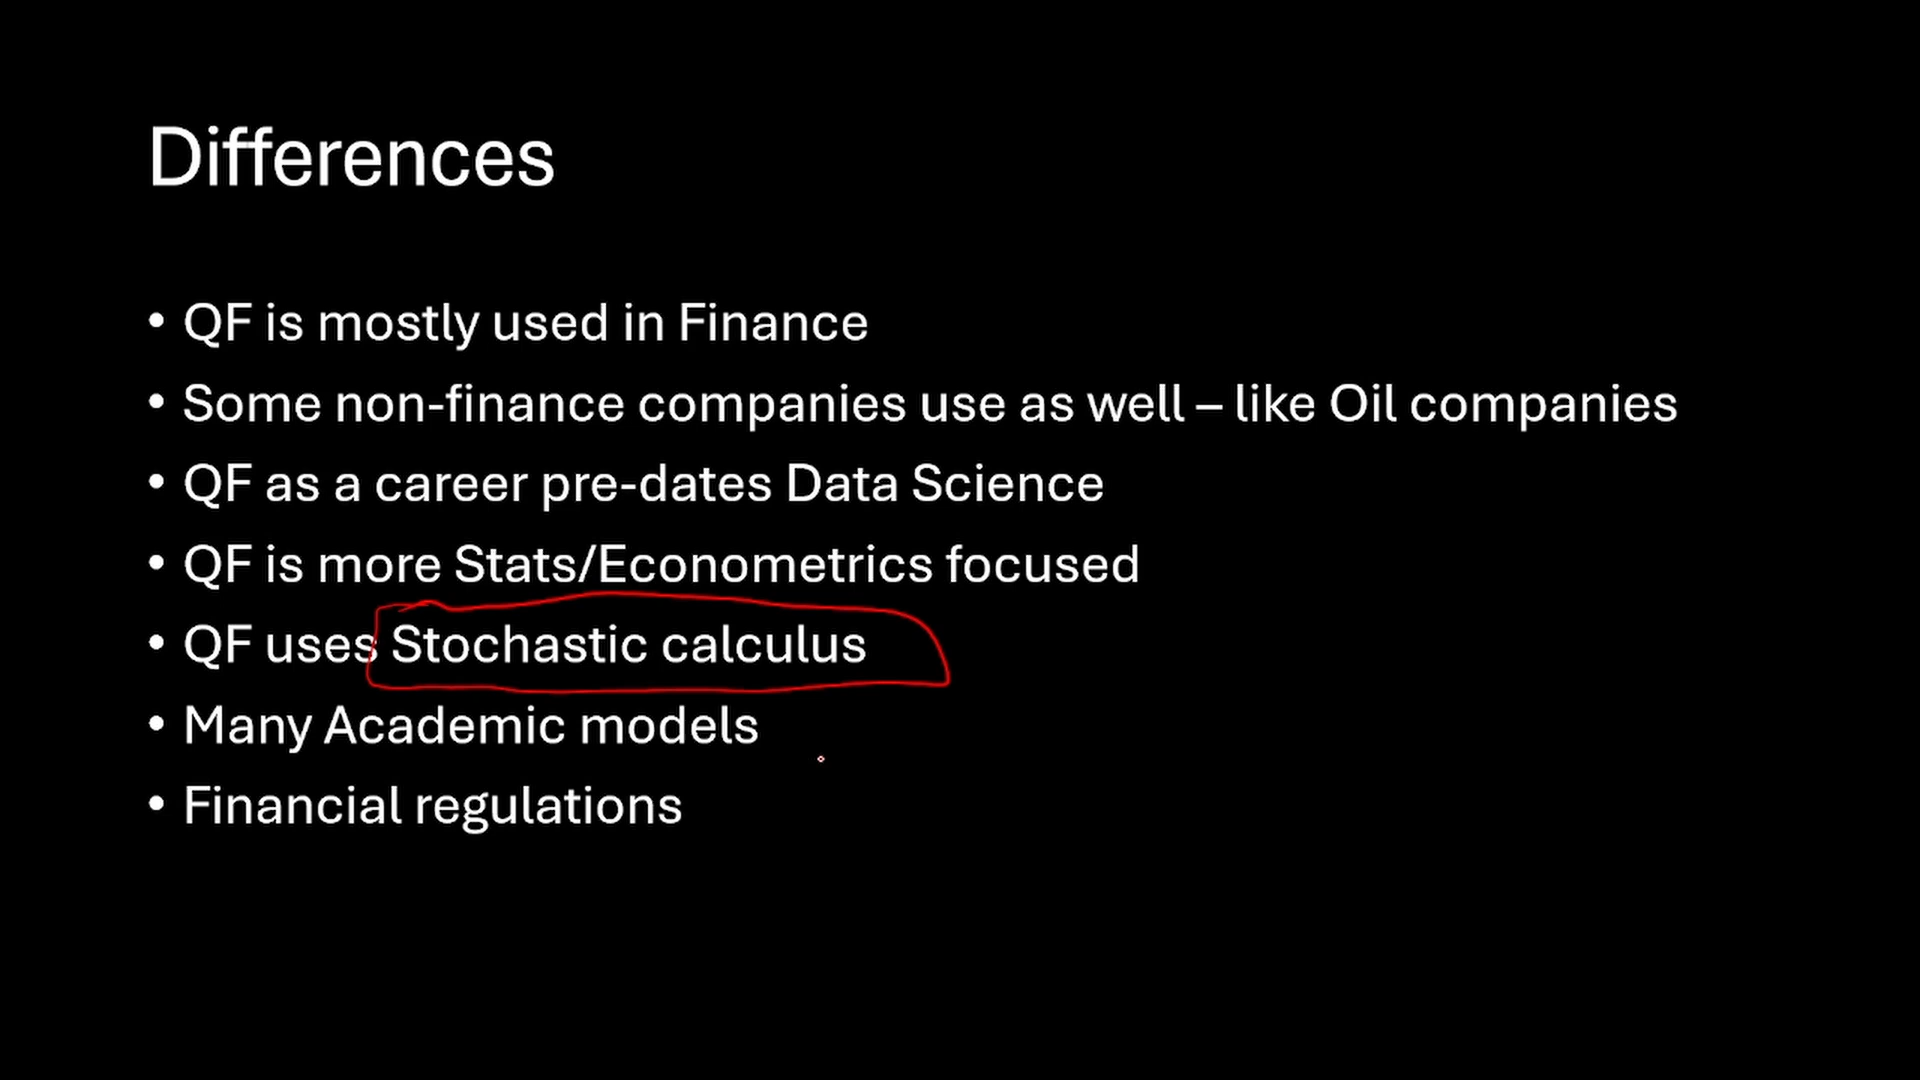 Differences
• QF is mostly used in Finance
• Some non-finance companies use as well – like Oil companies
• QF as a career pre-dates Data Science
• QF is more Stats/Econometrics focused
• QF uses Stochastic calculus
• Many Academic models
• Financial regulations